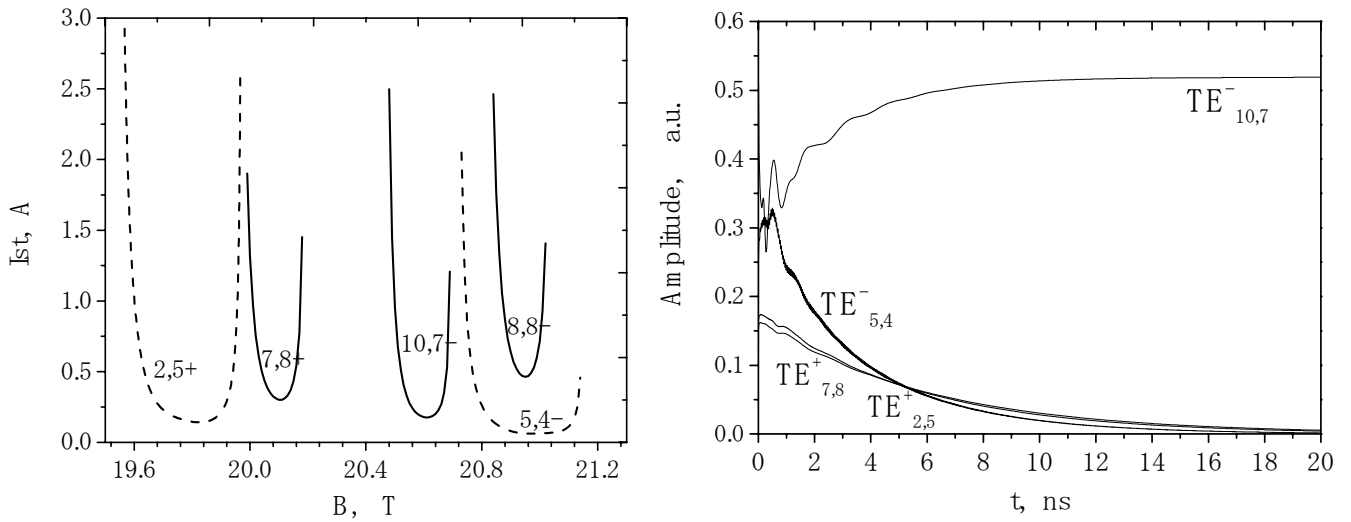 3.0
2.5
2.0
1.5
1.0
0.5
0.0
Ist, A
2,5+
7,8+
10,7−
8,8−
5,4−
19.6 20.0 20.4 20.8 21.2
B, T
0.6
0.5
0.4
0.3
0.2
0.1
0.0
Amplitude, a.u.
TE⁻10,7
TE⁻5,4
TE⁺7,8
TE⁺2,5
0 2 4 6 8 10 12 14 16 18 20
t, ns